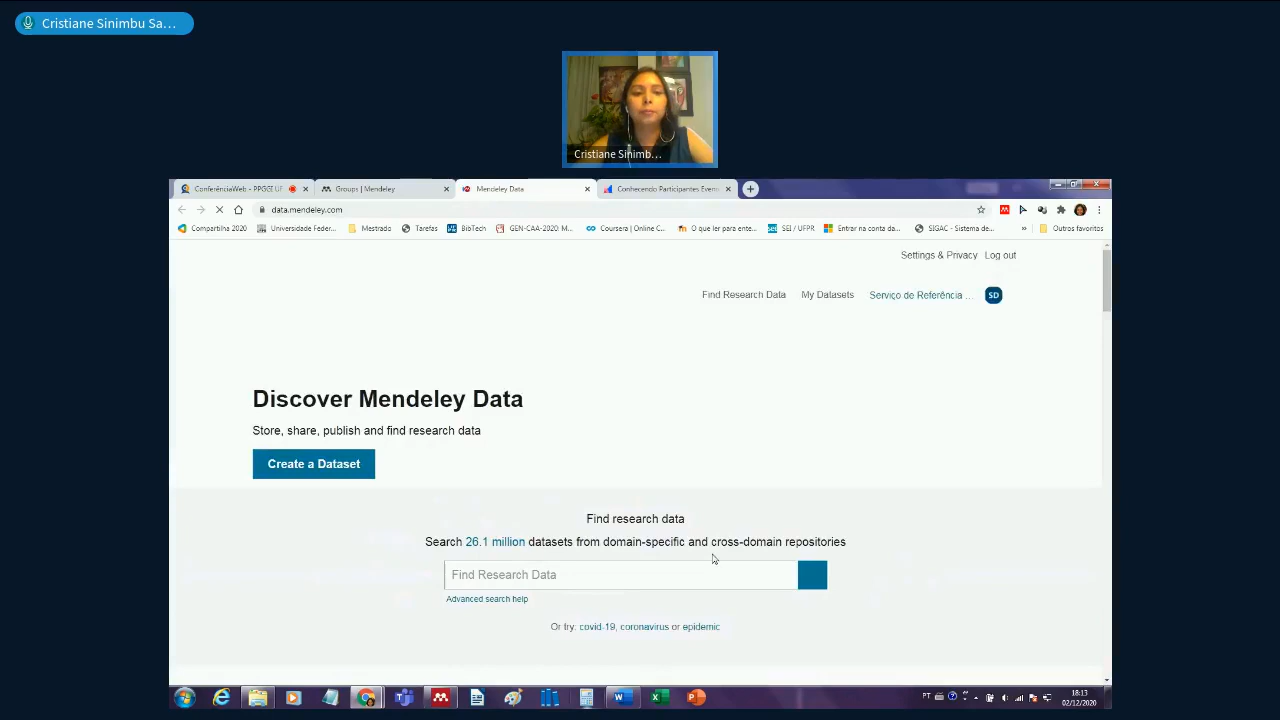 Cristiane Sinimbu Sa...
Cristiane Sinimb...
ConferênciaWeb - PPGGI UF
Groups | Mendeley
Mendeley Data
Conhecendo Participantes Even
data.mendeley.com
Compartilha 2020
Universidade Feder...
Mestrado
Tarefas
BibTech
GEN-CAA-2020: M...
Coursera | Online C...
O que ler para ente...
SEI / UFPR
Entrar na conta da...
SIGAC - Sistema de...
Outros favoritos
Settings & Privacy Log out
Find Research Data My Datasets Serviço de Referência ... SD
Discover Mendeley Data
Store, share, publish and find research data
Create a Dataset
Find research data
Search 26.1 million datasets from domain-specific and cross-domain repositories
Find Research Data
Advanced search help
Or try: covid-19, coronavirus or epidemic
PT
18:13
02/12/2020